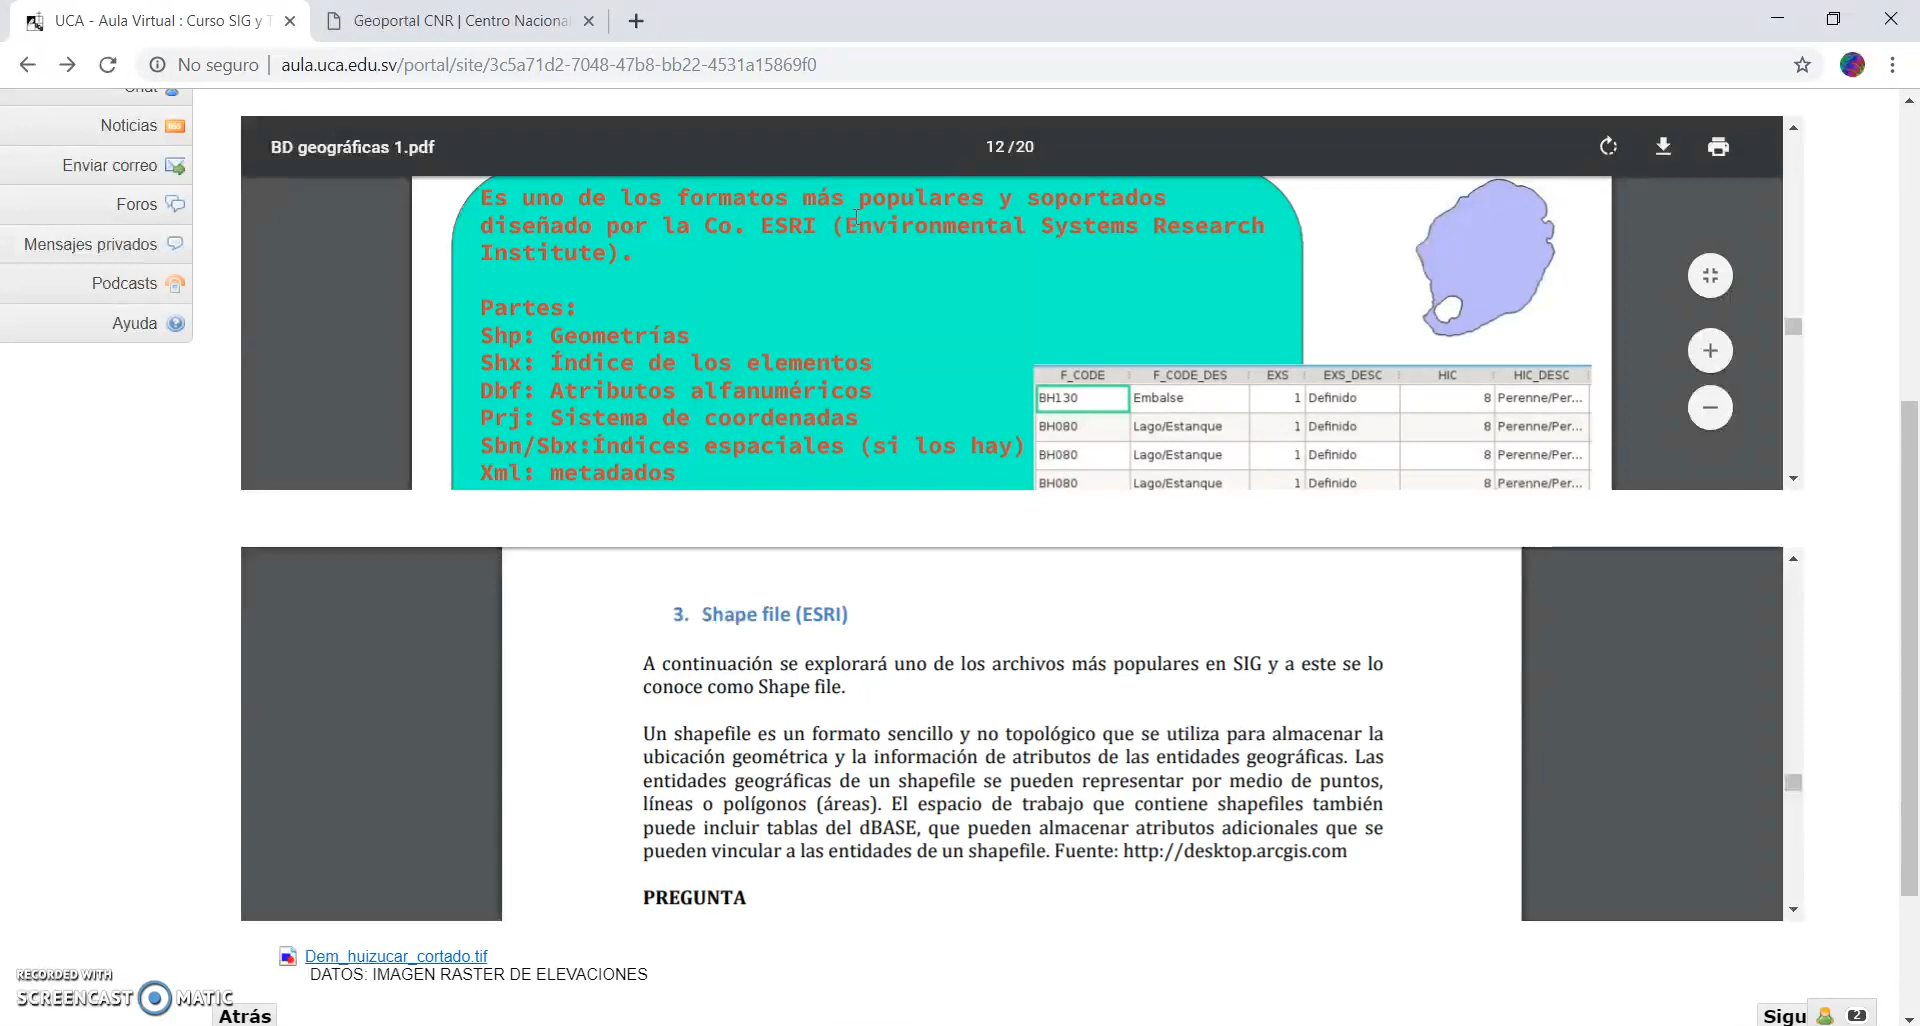 UCA - Aula Virtual : Curso SIG y T
Geoportal CNR | Centro Nacional
No seguro | aula.uca.edu.sv/portal/site/3c5a71d2-7048-47b8-bb22-4531a15869f0
Chat
Noticias
Enviar correo
Foros
Mensajes privados
Podcasts
Ayuda
BD geográficas 1.pdf
12 / 20
Es uno de los formatos más populares y soportados
diseñado por la Co. ESRI (Environmental Systems Research
Institute).
Partes:
Shp: Geometrías
Shx: Índice de los elementos
Dbf: Atributos alfanuméricos
Prj: Sistema de coordenadas
Sbn/Sbx:Índices espaciales (si los hay)
Xml: metadados
F_CODE F_CODE_DES EXS EXS_DESC HIC HIC_DESC
BH130 Embalse 1 Definido 8 Perenne/Per...
BH080 Lago/Estanque 1 Definido 8 Perenne/Per...
BH080 Lago/Estanque 1 Definido 8 Perenne/Per...
BH080 Lago/Estanque 1 Definido 8 Perenne/Per...
3. Shape file (ESRI)
A continuación se explorará uno de los archivos más populares en SIG y a este se lo
conoce como Shape file.
Un shapefile es un formato sencillo y no topológico que se utiliza para almacenar la
ubicación geométrica y la información de atributos de las entidades geográficas. Las
entidades geográficas de un shapefile se pueden representar por medio de puntos,
líneas o polígonos (áreas). El espacio de trabajo que contiene shapefiles también
puede incluir tablas del dBASE, que pueden almacenar atributos adicionales que se
pueden vincular a las entidades de un shapefile. Fuente: http://desktop.arcgis.com
PREGUNTA
Dem_huizucar_cortado.tif
DATOS: IMAGEN RASTER DE ELEVACIONES
RECORDED WITH
SCREENCAST MATIC
Atrás
Sigu
2